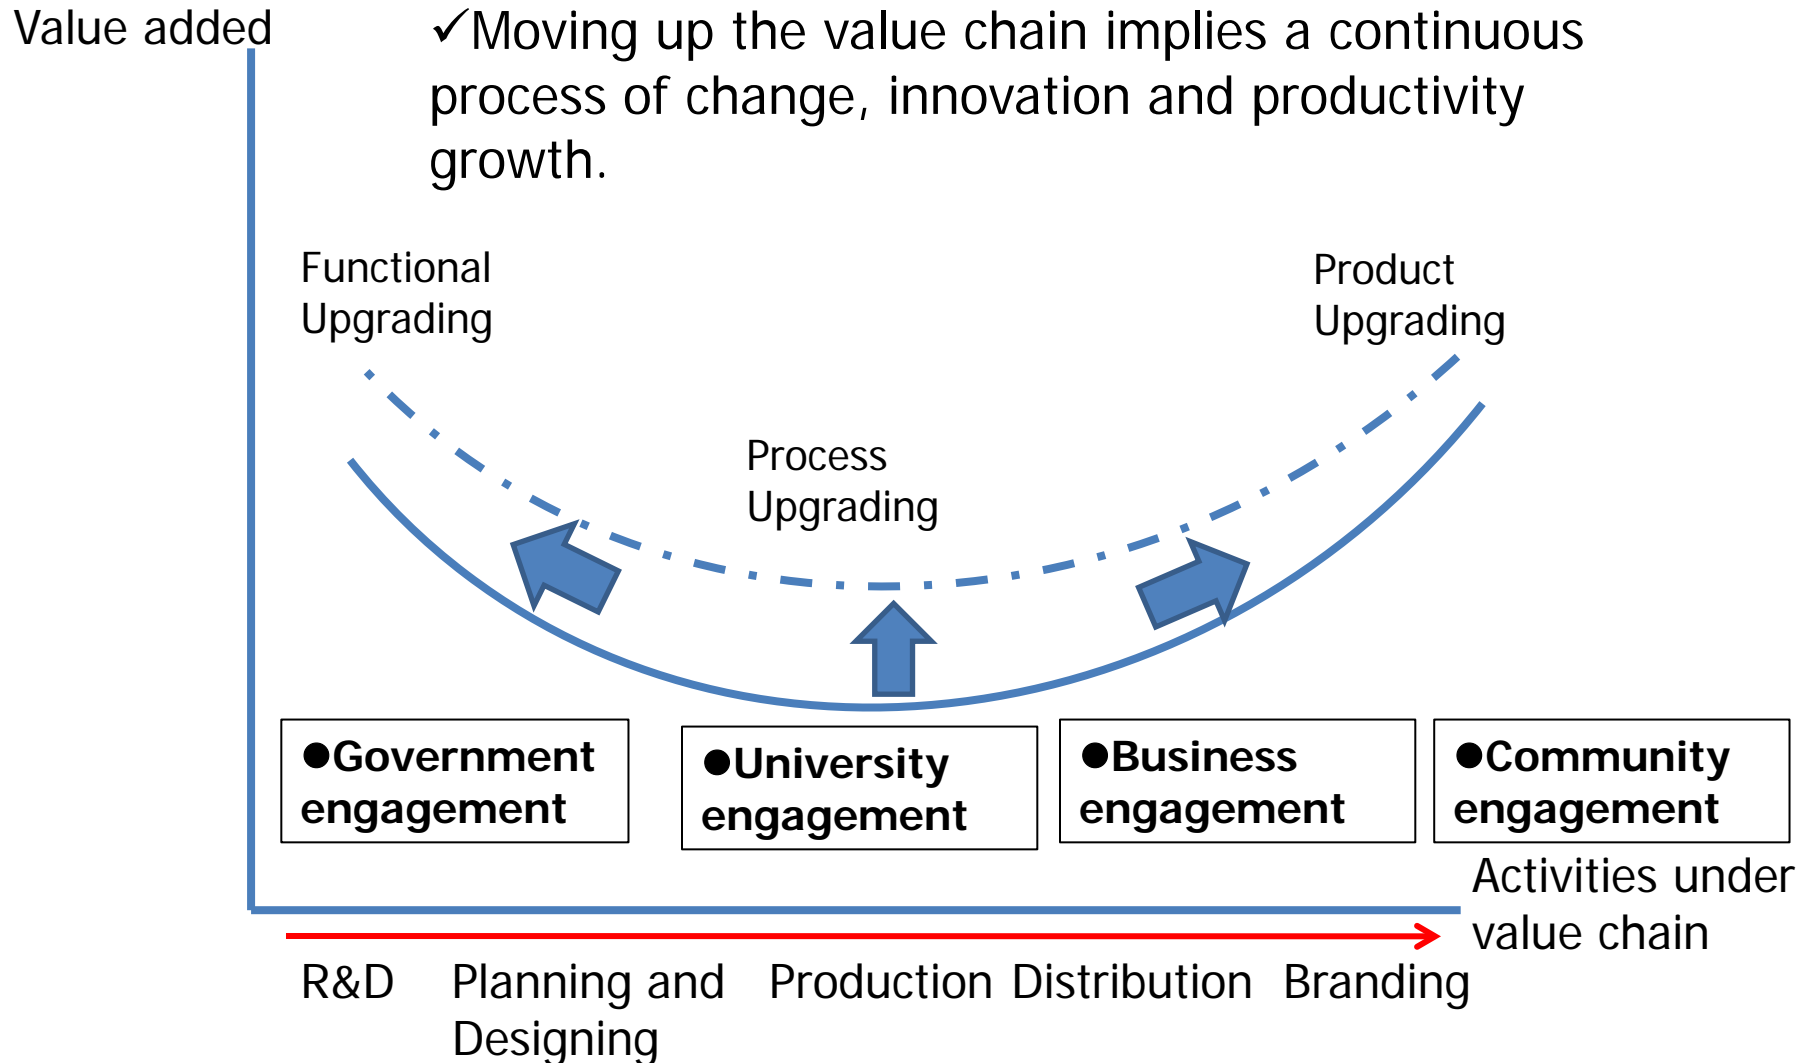 Value added
✓Moving up the value chain implies a continuous
process of change, innovation and productivity
growth.
Functional
Upgrading
Product
Upgrading
Process
Upgrading
●Government
engagement
●University
engagement
●Business
engagement
●Community
engagement
Activities under
value chain
R&D
Planning and
Designing
Production
Distribution
Branding